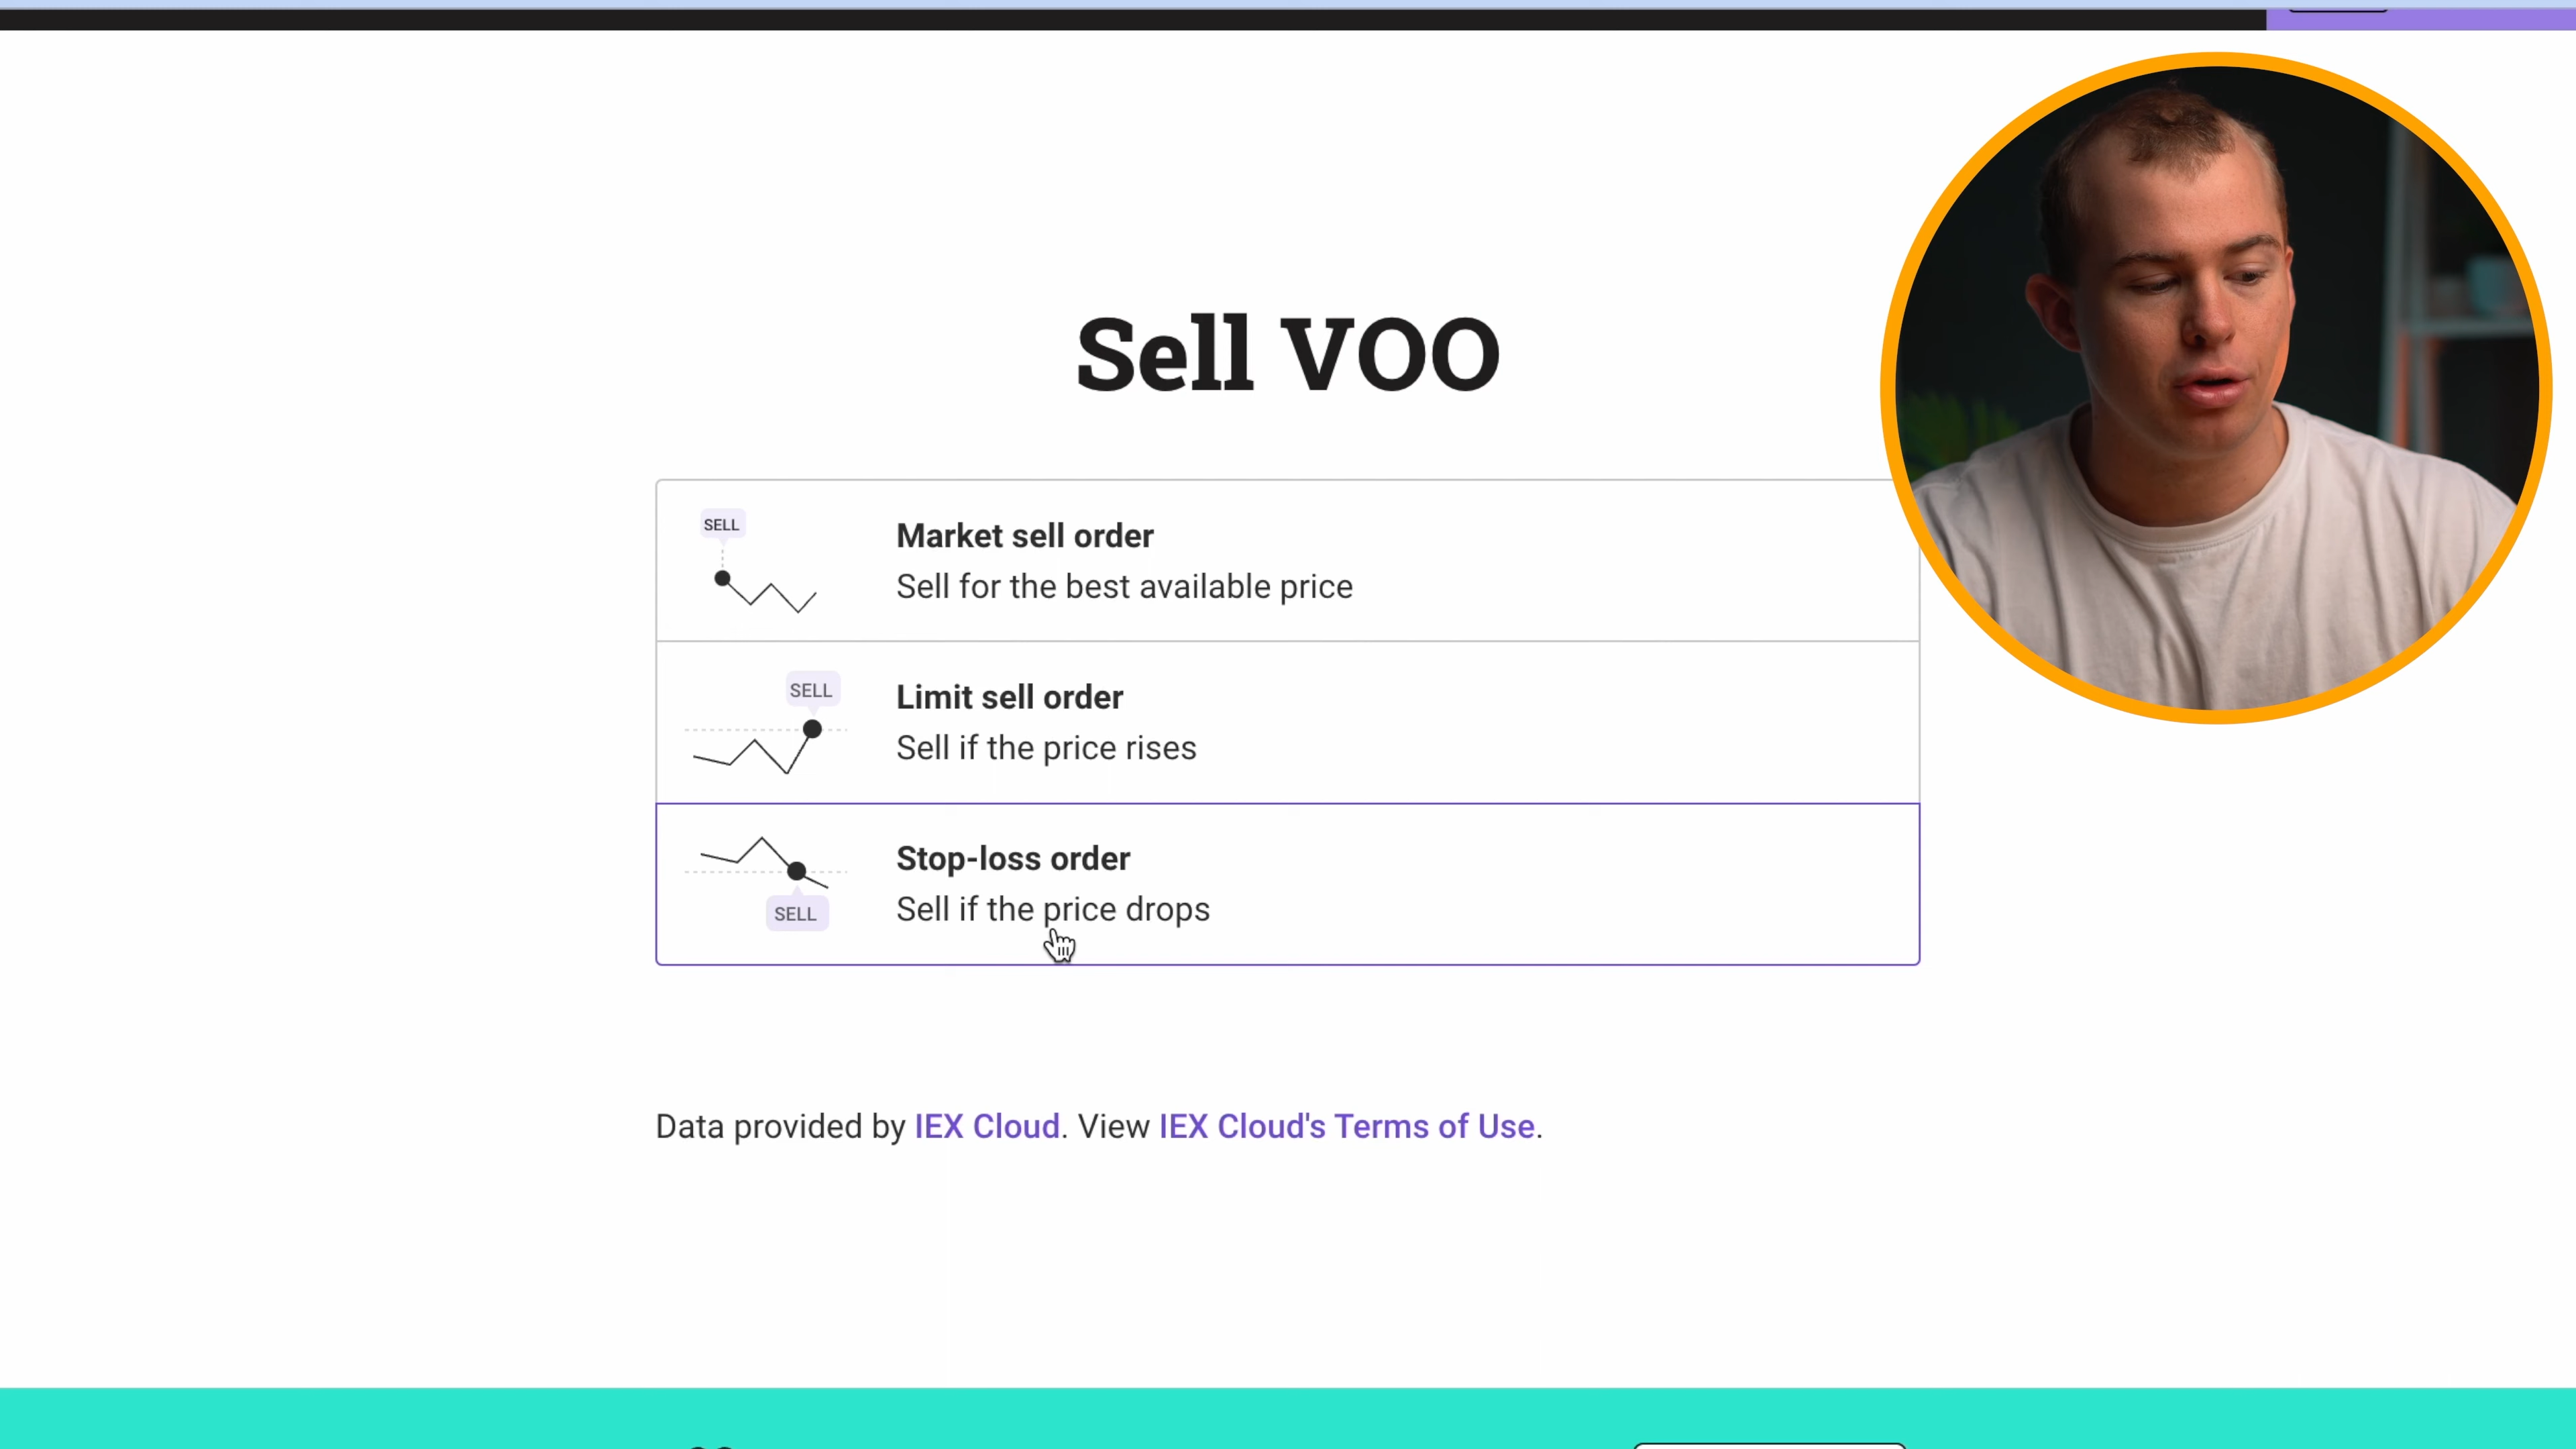 Sell VOO
SELL
Market sell order
Sell for the best available price
SELL
Limit sell order
Sell if the price rises
Stop-loss order
Sell if the price drops
SELL
Data provided by IEX Cloud. View IEX Cloud's Terms of Use.